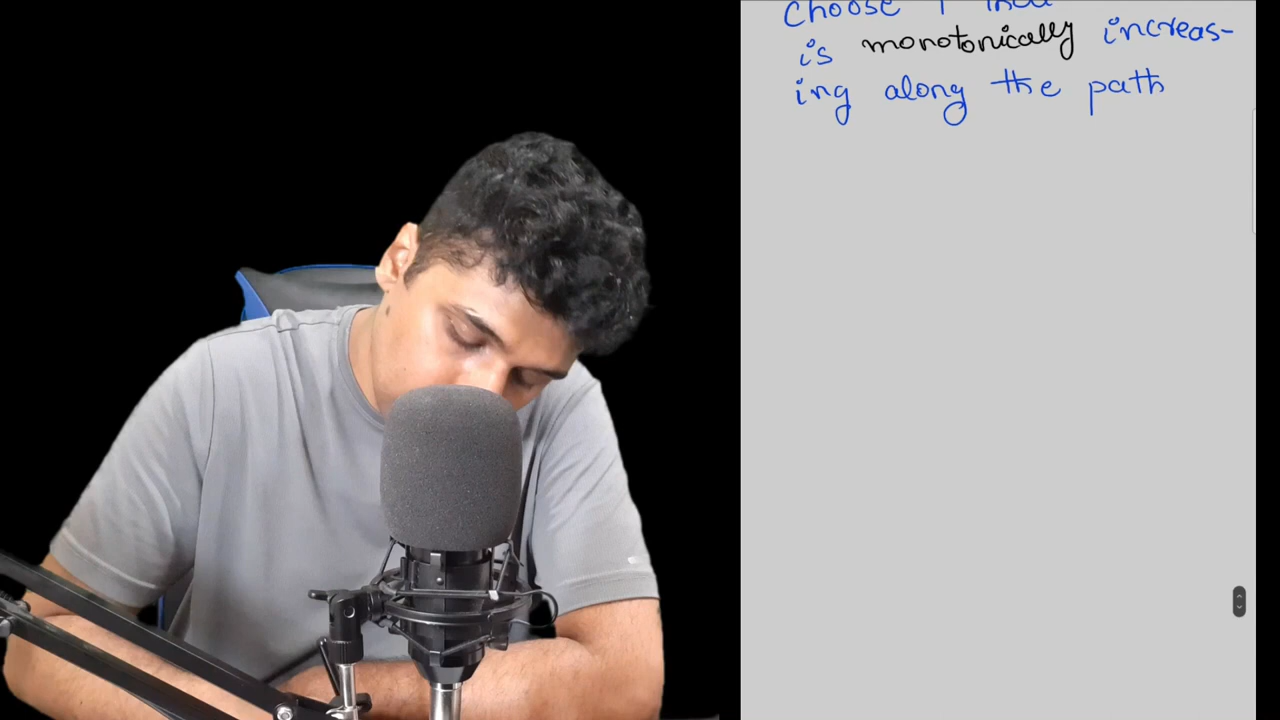 Choose
is monotonically increas-
ing along the path